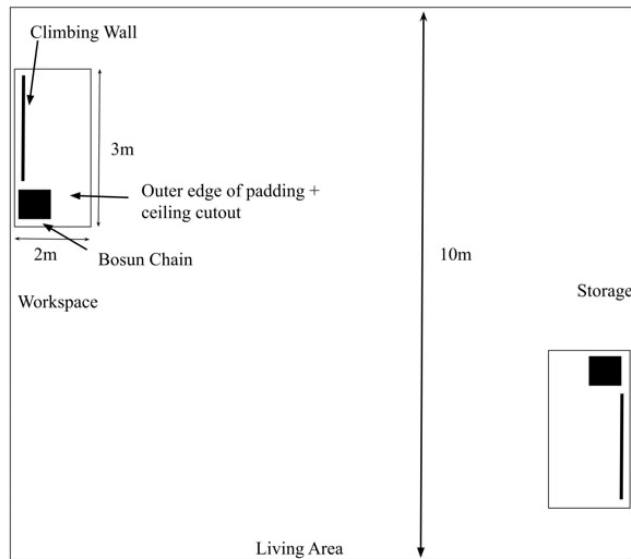 Climbing Wall
3m
Outer edge of padding +
ceiling cutout
2m
Bosun Chain
10m
Workspace
Storage
Living Area